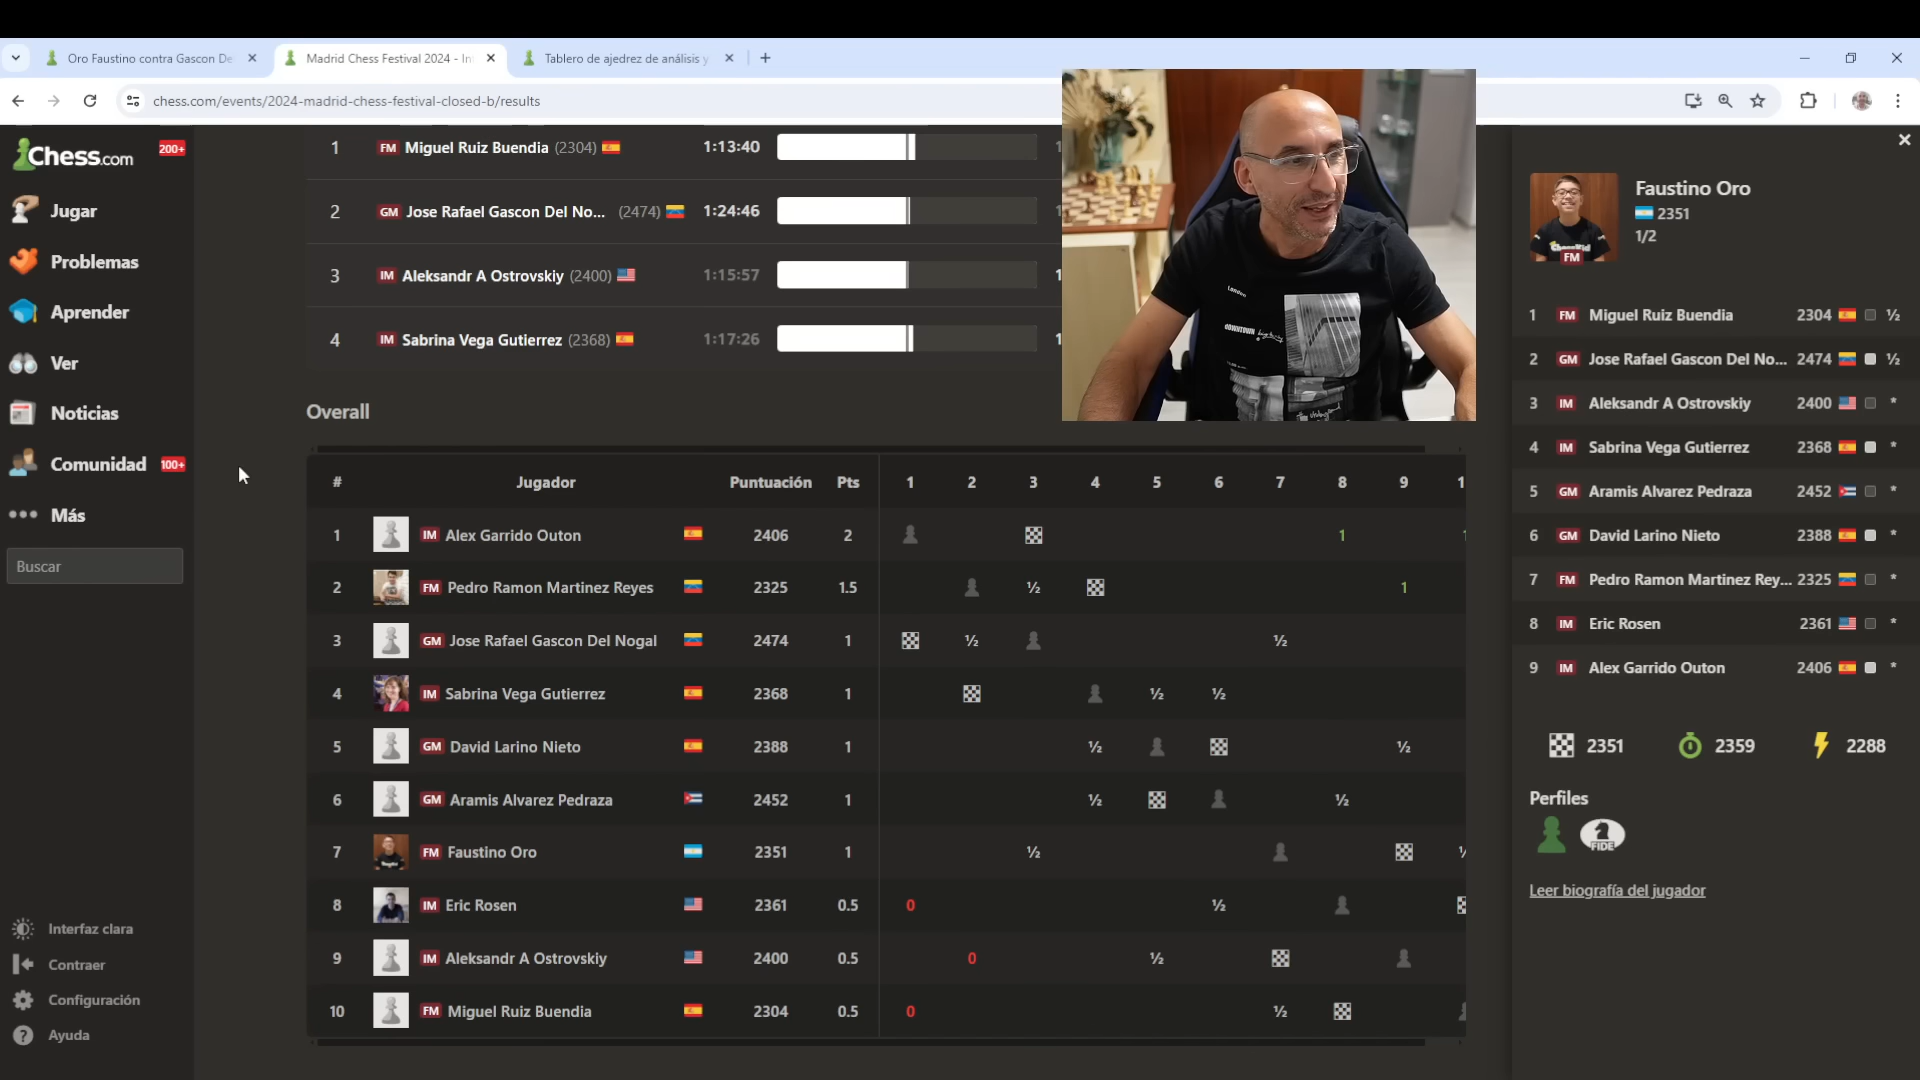 Oro Faustino contra Gascon De
Madrid Chess Festival 2024 - In
Tablero de ajedrez de análisis y
chess.com/events/2024-madrid-chess-festival-closed-b/results
Chess.com 200+
Jugar
Problemas
Aprender
Ver
Noticias
Comunidad 100+
Más
Buscar
Interfaz clara
Contraer
Configuración
Ayuda
1 FM Miguel Ruiz Buendia (2304) 1:13:40 1
2 GM Jose Rafael Gascon Del No... (2474) 1:24:46 1
3 IM Aleksandr A Ostrovskiy (2400) 1:15:57 1
4 IM Sabrina Vega Gutierrez (2368) 1:17:26 1
Overall
# Jugador Puntuación Pts 1 2 3 4 5 6 7 8 9 1
1 IM Alex Garrido Outon 2406 2 1 1
2 FM Pedro Ramon Martinez Reyes 2325 1.5 ½ 1
3 GM Jose Rafael Gascon Del Nogal 2474 1 ½ ½
4 IM Sabrina Vega Gutierrez 2368 1 ½ ½
5 GM David Larino Nieto 2388 1 ½ ½
6 GM Aramis Alvarez Pedraza 2452 1 ½ ½
7 FM Faustino Oro 2351 1 ½
8 IM Eric Rosen 2361 0.5 0 ½
9 IM Aleksandr A Ostrovskiy 2400 0.5 0 ½
10 FM Miguel Ruiz Buendia 2304 0.5 0 ½
London
DOWNTOWN
FM
Faustino Oro
2351
1/2
1 FM Miguel Ruiz Buendia 2304 ½
2 GM Jose Rafael Gascon Del No... 2474 ½
3 IM Aleksandr A Ostrovskiy 2400 *
4 IM Sabrina Vega Gutierrez 2368 *
5 GM Aramis Alvarez Pedraza 2452 *
6 GM David Larino Nieto 2388 *
7 FM Pedro Ramon Martinez Rey... 2325 *
8 IM Eric Rosen 2361 *
9 IM Alex Garrido Outon 2406 *
2351 2359 2288
Perfiles
FIDE
Leer biografía del jugador